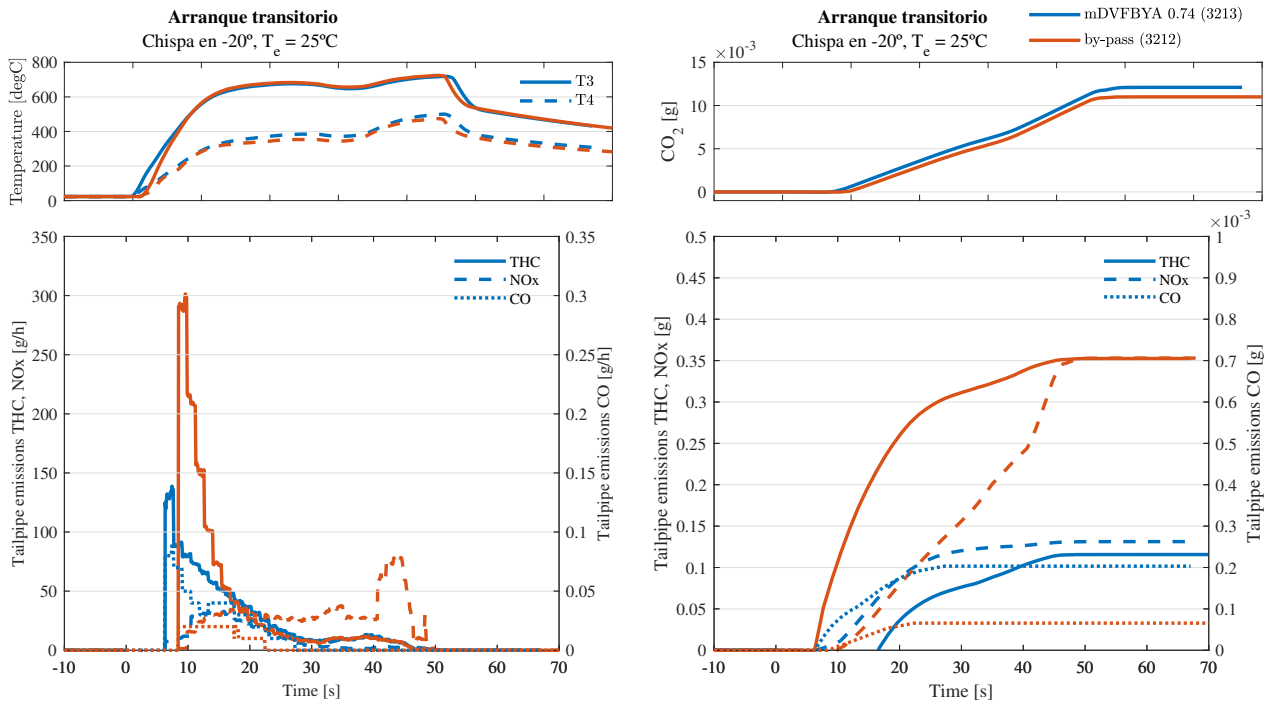 Arranque transitorio
Chispa en -20º, Te = 25ºC
800
600
400
200
0
Temperature [degC]
T3
T4
350
300
250
200
150
100
50
0
Tailpipe emissions THC, NOx [g/h]
0.35
0.3
0.25
0.2
0.15
0.1
0.05
0
Tailpipe emissions CO [g/h]
THC
NOx
CO
-10 0 10 20 30 40 50 60 70
Time [s]
Arranque transitorio
Chispa en -20º, Te = 25ºC
mDVFBYA 0.74 (3213)
by-pass (3212)
×10-3
15
10
5
0
CO2 [g]
0.5
0.45
0.4
0.35
0.3
0.25
0.2
0.15
0.1
0.05
0
Tailpipe emissions THC, NOx [g]
×10-3
1
0.9
0.8
0.7
0.6
0.5
0.4
0.3
0.2
0.1
0
Tailpipe emissions CO [g]
THC
NOx
CO
-10 0 10 20 30 40 50 60 70
Time [s]